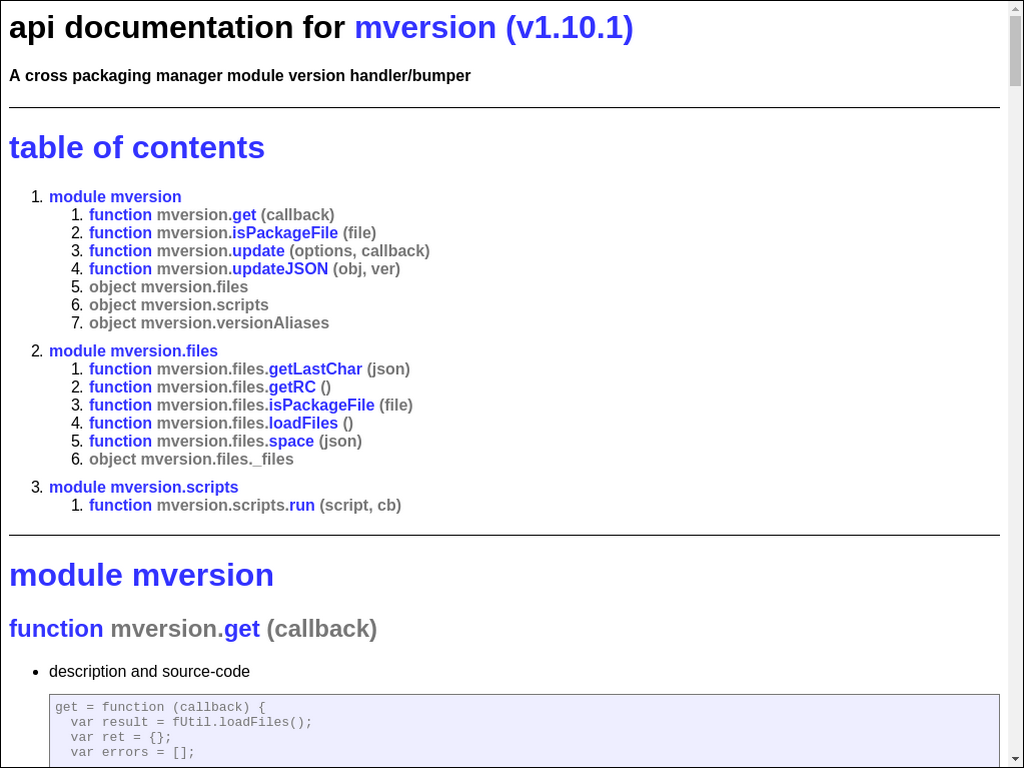 api documentation for mversion (v1.10.1)
A cross packaging manager module version handler/bumper
table of contents
1. module mversion
1. function mversion.get (callback)
2. function mversion.isPackageFile (file)
3. function mversion.update (options, callback)
4. function mversion.updateJSON (obj, ver)
5. object mversion.files
6. object mversion.scripts
7. object mversion.versionAliases
2. module mversion.files
1. function mversion.files.getLastChar (json)
2. function mversion.files.getRC ()
3. function mversion.files.isPackageFile (file)
4. function mversion.files.loadFiles ()
5. function mversion.files.space (json)
6. object mversion.files._files
3. module mversion.scripts
1. function mversion.scripts.run (script, cb)
module mversion
function mversion.get (callback)
• description and source-code
get = function (callback) {
  var result = fUtil.loadFiles();
  var ret = {};
  var errors = [];